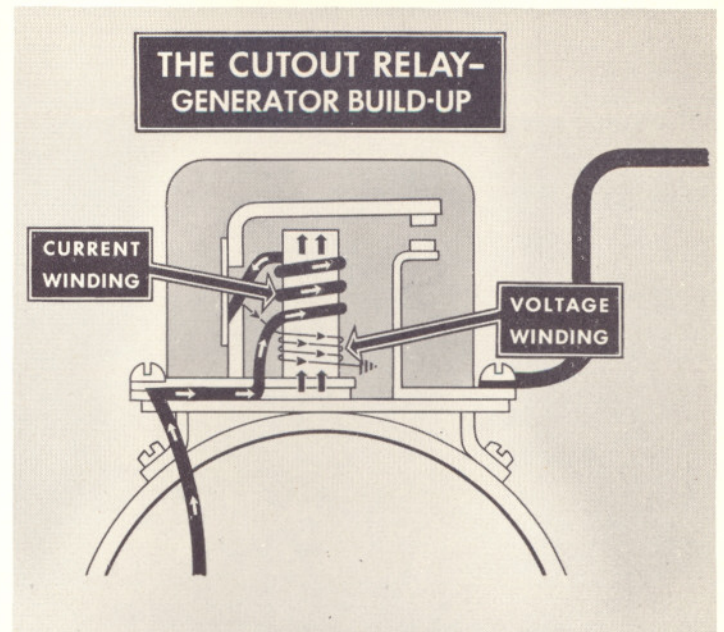 THE CUTOUT RELAY–
GENERATOR BUILD-UP
CURRENT
WINDING
VOLTAGE
WINDING